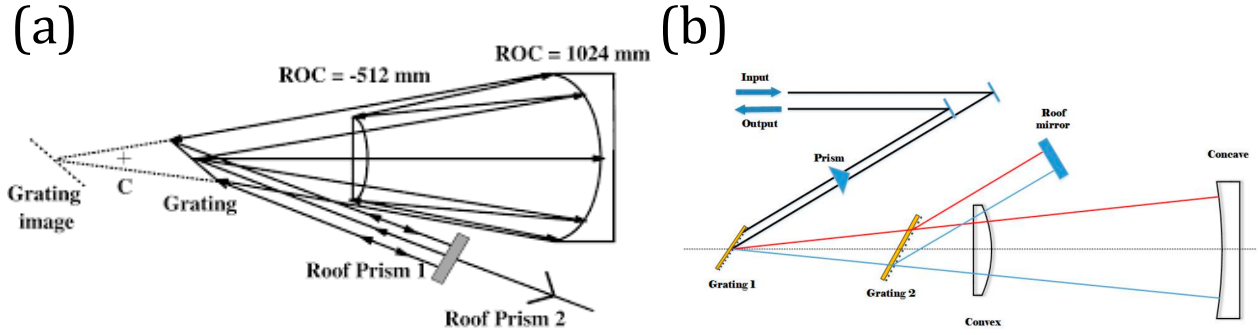 (a)
ROC = 1024 mm
ROC = -512 mm
C
Grating
image
Grating
Roof Prism 1
Roof Prism 2
(b)
Input
Output
Roof
mirror
Prism
Concave
Grating 1
Grating 2
Convex